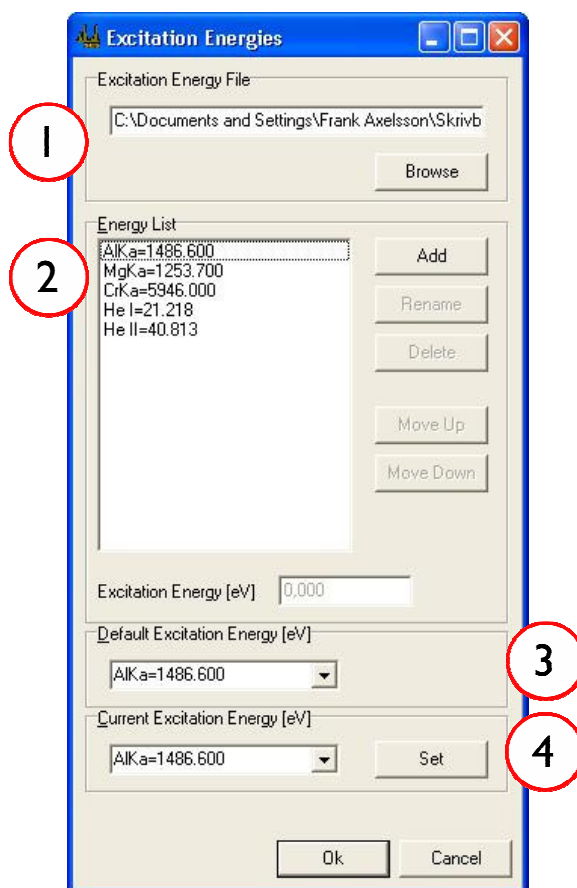 Excitation Energies
Excitation Energy File
1
C:\Documents and Settings\Frank Axelsson\Skrivb
Browse
Energy List
2
AlKa=1486.600
MgKa=1253.700
CrKa=5946.000
He I=21.218
He II=40.813
Add
Rename
Delete
Move Up
Move Down
Excitation Energy [eV] 0,000
Default Excitation Energy [eV]
AlKa=1486.600
3
Current Excitation Energy [eV]
AlKa=1486.600 Set
4
Ok Cancel